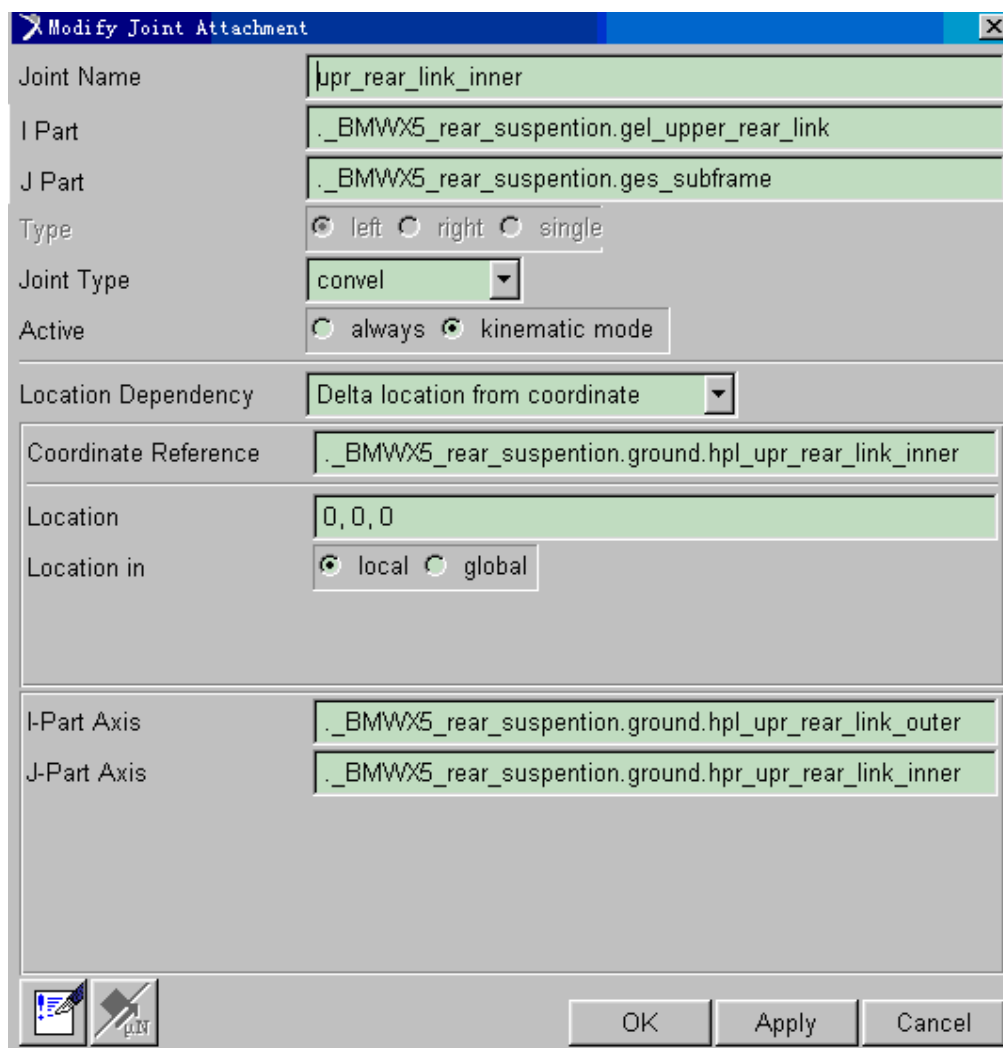 Modify Joint Attachment
Joint Name upr_rear_link_inner
I Part ._BMWX5_rear_suspention.gel_upper_rear_link
J Part ._BMWX5_rear_suspention.ges_subframe
Type left right single
Joint Type convel
Active always kinematic mode
Location Dependency Delta location from coordinate
Coordinate Reference ._BMWX5_rear_suspention.ground.hpl_upr_rear_link_inner
Location 0, 0, 0
Location in local global
I-Part Axis ._BMWX5_rear_suspention.ground.hpl_upr_rear_link_outer
J-Part Axis ._BMWX5_rear_suspention.ground.hpr_upr_rear_link_inner
μN OK Apply Cancel